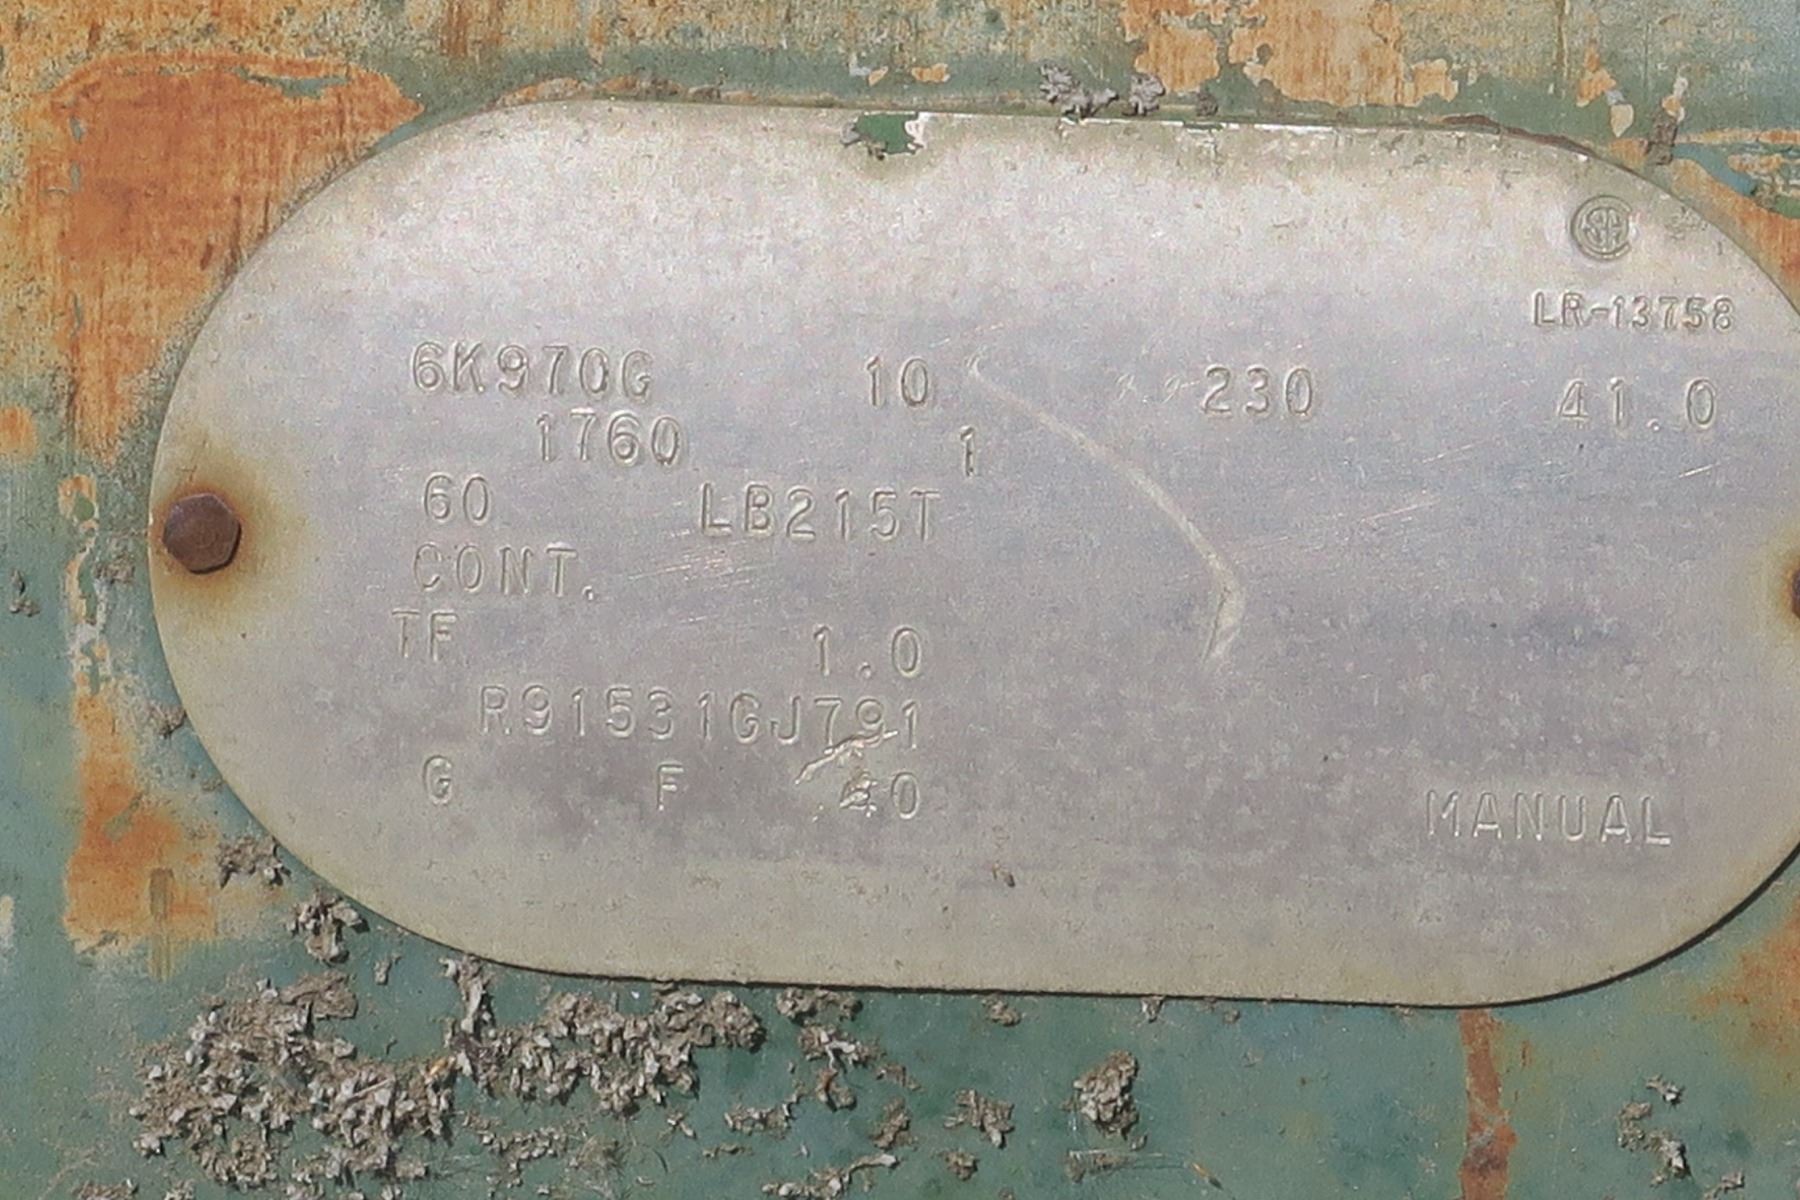 LR-13758
6K970G 10 230 41.0
1760 1
60 LB215T
CONT.
TF 1.0
R91531GJ791
G F 40
MANUAL